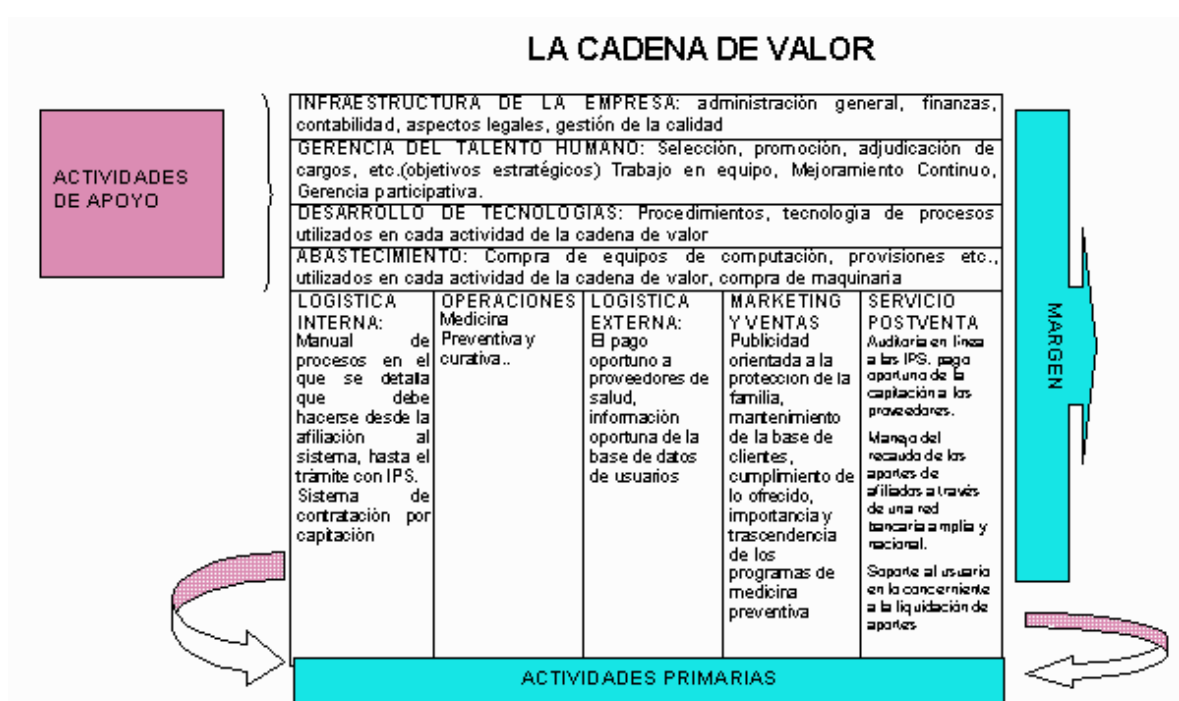 LA CADENA DE VALOR
ACTIVIDADES
DE APOYO
INFRAESTRUCTURA DE LA EMPRESA: administración general, finanzas,
contabilidad, aspectos legales, gestión de la calidad
GERENCIA DEL TALENTO HUMANO: Selección, promoción, adjudicación de
cargos, etc.(objetivos estratégicos) Trabajo en equipo, Mejoramiento Continuo,
Gerencia participativa.
DESARROLLO DE TECNOLOGIAS: Procedimientos, tecnología de procesos
utilizados en cada actividad de la cadena de valor
ABASTECIMIENTO: Compra de equipos de computación, provisiones etc.,
utilizados en cada actividad de la cadena de valor, compra de maquinaria
LOGISTICA
INTERNA:
Manual de
procesos en el
que se detalla
que debe
hacerse desde la
afiliación al
sistema, hasta el
trámite con IPS.
Sistema de
contratación por
capitación
OPERACIONES
Medicina
Preventiva y
curativa..
LOGISTICA
EXTERNA:
El pago
oportuno a
proveedores de
salud,
información
oportuna de la
base de datos
de usuarios
MARKETING
Y VENTAS
Publicidad
orientada a la
proteccion de la
familia,
mantenimiento
de la base de
clientes,
cumplimiento de
lo ofrecido,
importancia y
trascendencia
de los
programas de
medicina
preventiva
SERVICIO
POSTVENTA
Auditoria en línea
a las IPS. pago
oportuno de la
capitación a los
proveedores.
Manejo del
recaudo de los
aportes de
afiliados a través
de una red
bancaria amplia y
nacional.
Soporte al usuario
en lo concerniente
a la liquidación de
aportes
MARGEN
ACTIVIDADES PRIMARIAS